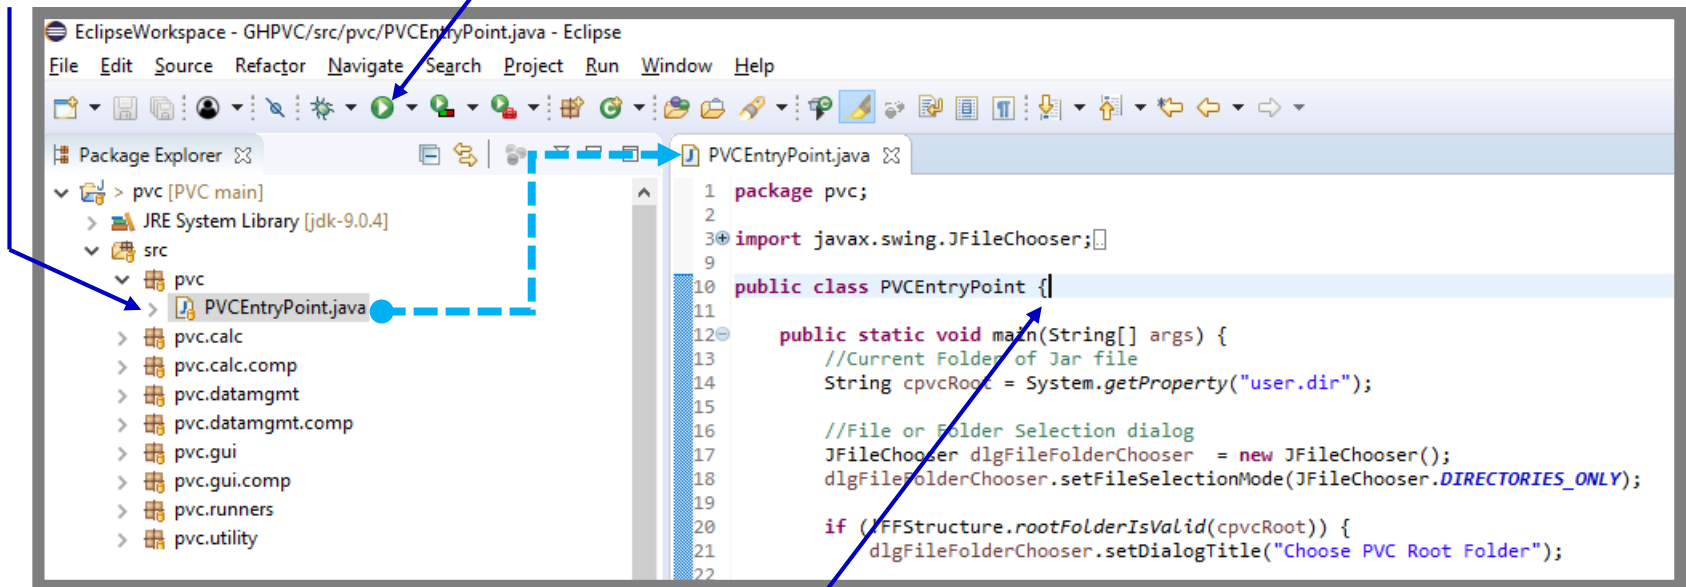 EclipseWorkspace - GHPVC/src/pvc/PVCEntryPoint.java - Eclipse
File Edit Source Refactor Navigate Search Project Run Window Help
Package Explorer
> pvc [PVC main]
JRE System Library [jdk-9.0.4]
src
pvc
PVCEntryPoint.java
pvc.calc
pvc.calc.comp
pvc.datamgmt
pvc.datamgmt.comp
pvc.gui
pvc.gui.comp
pvc.runners
pvc.utility
PVCEntryPoint.java
1 package pvc;
2
3 import javax.swing.JFileChooser;
9
10 public class PVCEntryPoint {
11
12 public static void main(String[] args) {
13 //Current Folder of Jar file
14 String cpvcRoot = System.getProperty("user.dir");
15
16 //File or Folder Selection dialog
17 JFileChooser dlgFileFolderChooser = new JFileChooser();
18 dlgFileFolderChooser.setFileSelectionMode(JFileChooser.DIRECTORIES_ONLY);
19
20 if (!FFStructure.rootFolderIsValid(cpvcRoot)) {
21 dlgFileFolderChooser.setDialogTitle("Choose PVC Root Folder");
22